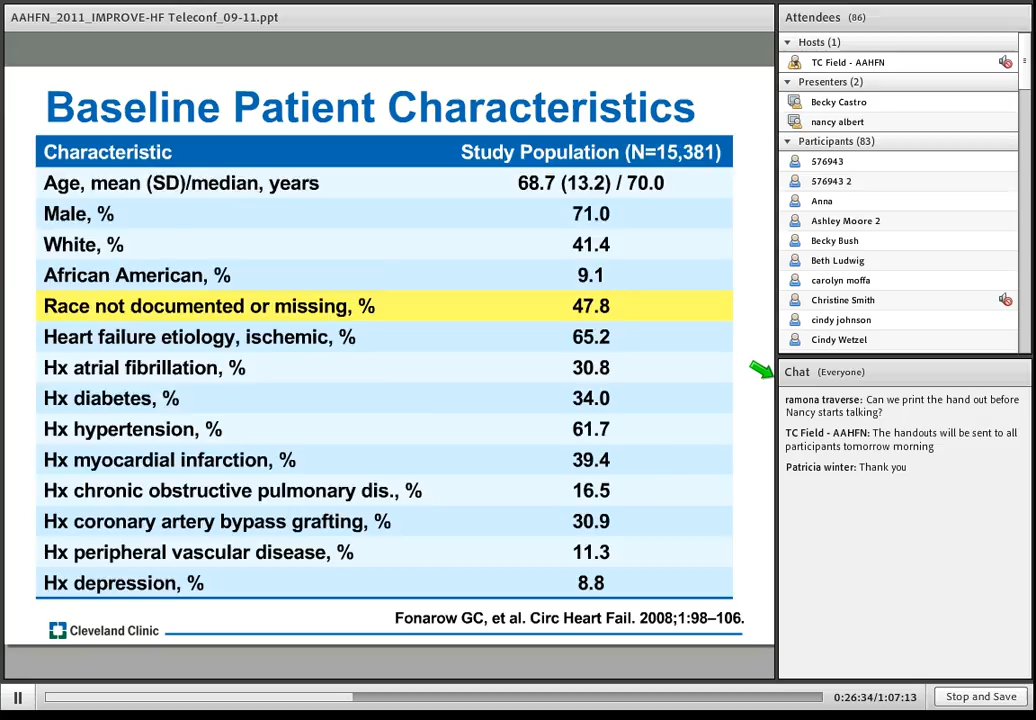 AAHFN_2011_IMPROVE-HF Teleconf_09-11.ppt
Baseline Patient Characteristics
Characteristic Study Population (N=15,381)
Age, mean (SD)/median, years 68.7 (13.2) / 70.0
Male, % 71.0
White, % 41.4
African American, % 9.1
Race not documented or missing, % 47.8
Heart failure etiology, ischemic, % 65.2
Hx atrial fibrillation, % 30.8
Hx diabetes, % 34.0
Hx hypertension, % 61.7
Hx myocardial infarction, % 39.4
Hx chronic obstructive pulmonary dis., % 16.5
Hx coronary artery bypass grafting, % 30.9
Hx peripheral vascular disease, % 11.3
Hx depression, % 8.8
Fonarow GC, et al. Circ Heart Fail. 2008;1:98–106.
Cleveland Clinic
Attendees (86)
Hosts (1)
TC Field - AAHFN
Presenters (2)
Becky Castro
nancy albert
Participants (83)
576943
576943 2
Anna
Ashley Moore 2
Becky Bush
Beth Ludwig
carolyn moffa
Christine Smith
cindy johnson
Cindy Wetzel
Chat (Everyone)
ramona traverse: Can we print the hand out before
Nancy starts talking?
TC Field - AAHFN: The handouts will be sent to all
participants tomorrow morning
Patricia winter: Thank you
0:26:34/1:07:13
Stop and Save